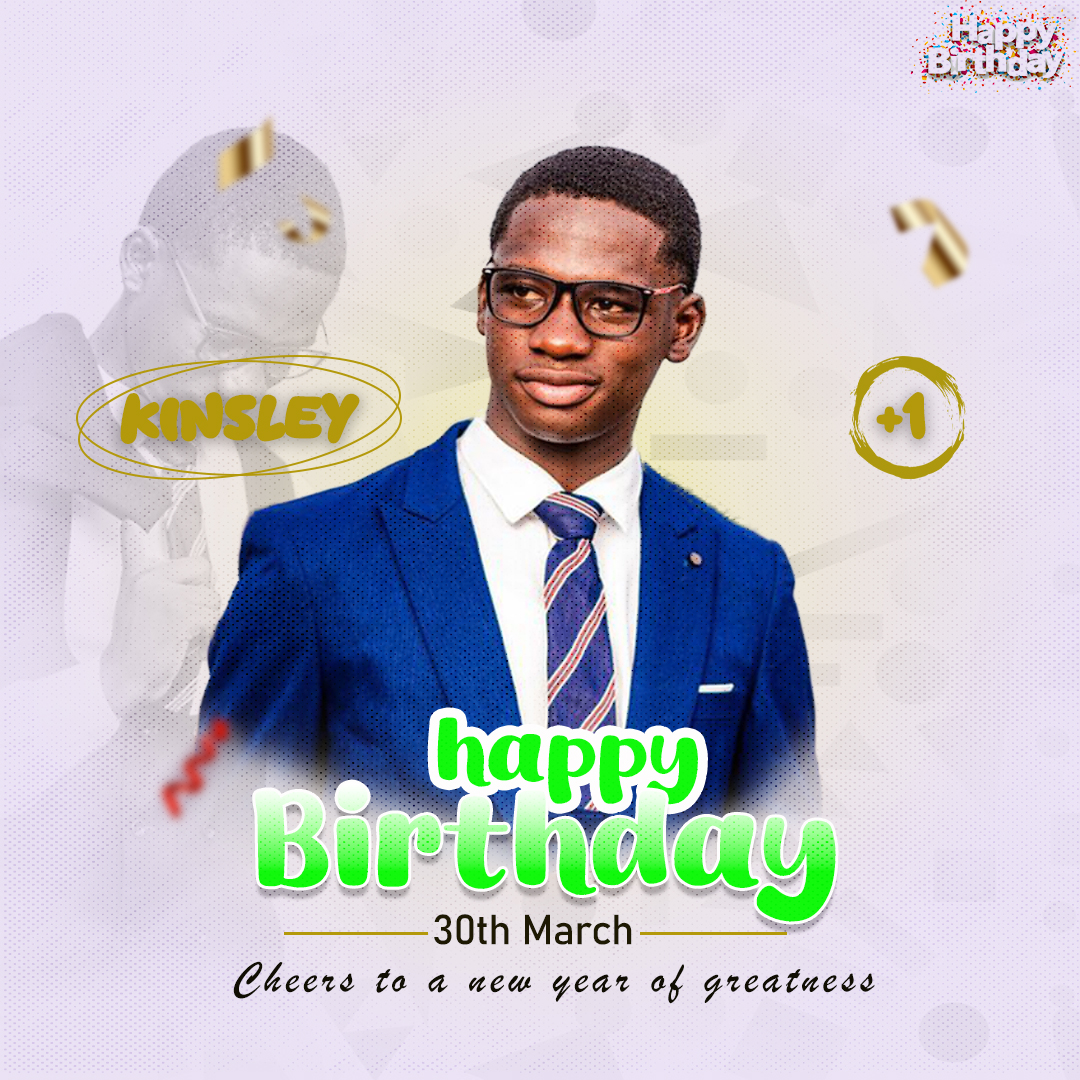 Happy
Birthday
KINSLEY
+1
happy
Birthday
30th March
Cheers to a new year of greatness